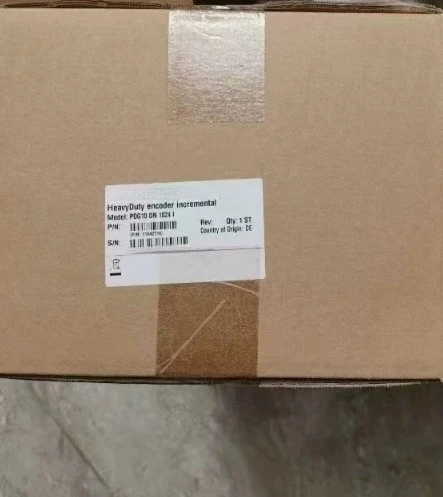 HeavyDuty encoder incremental
Model: POG10 DN 1024 I
P/N: Rev: Qty: 1 ST
Country of Origin: DE
S/N: